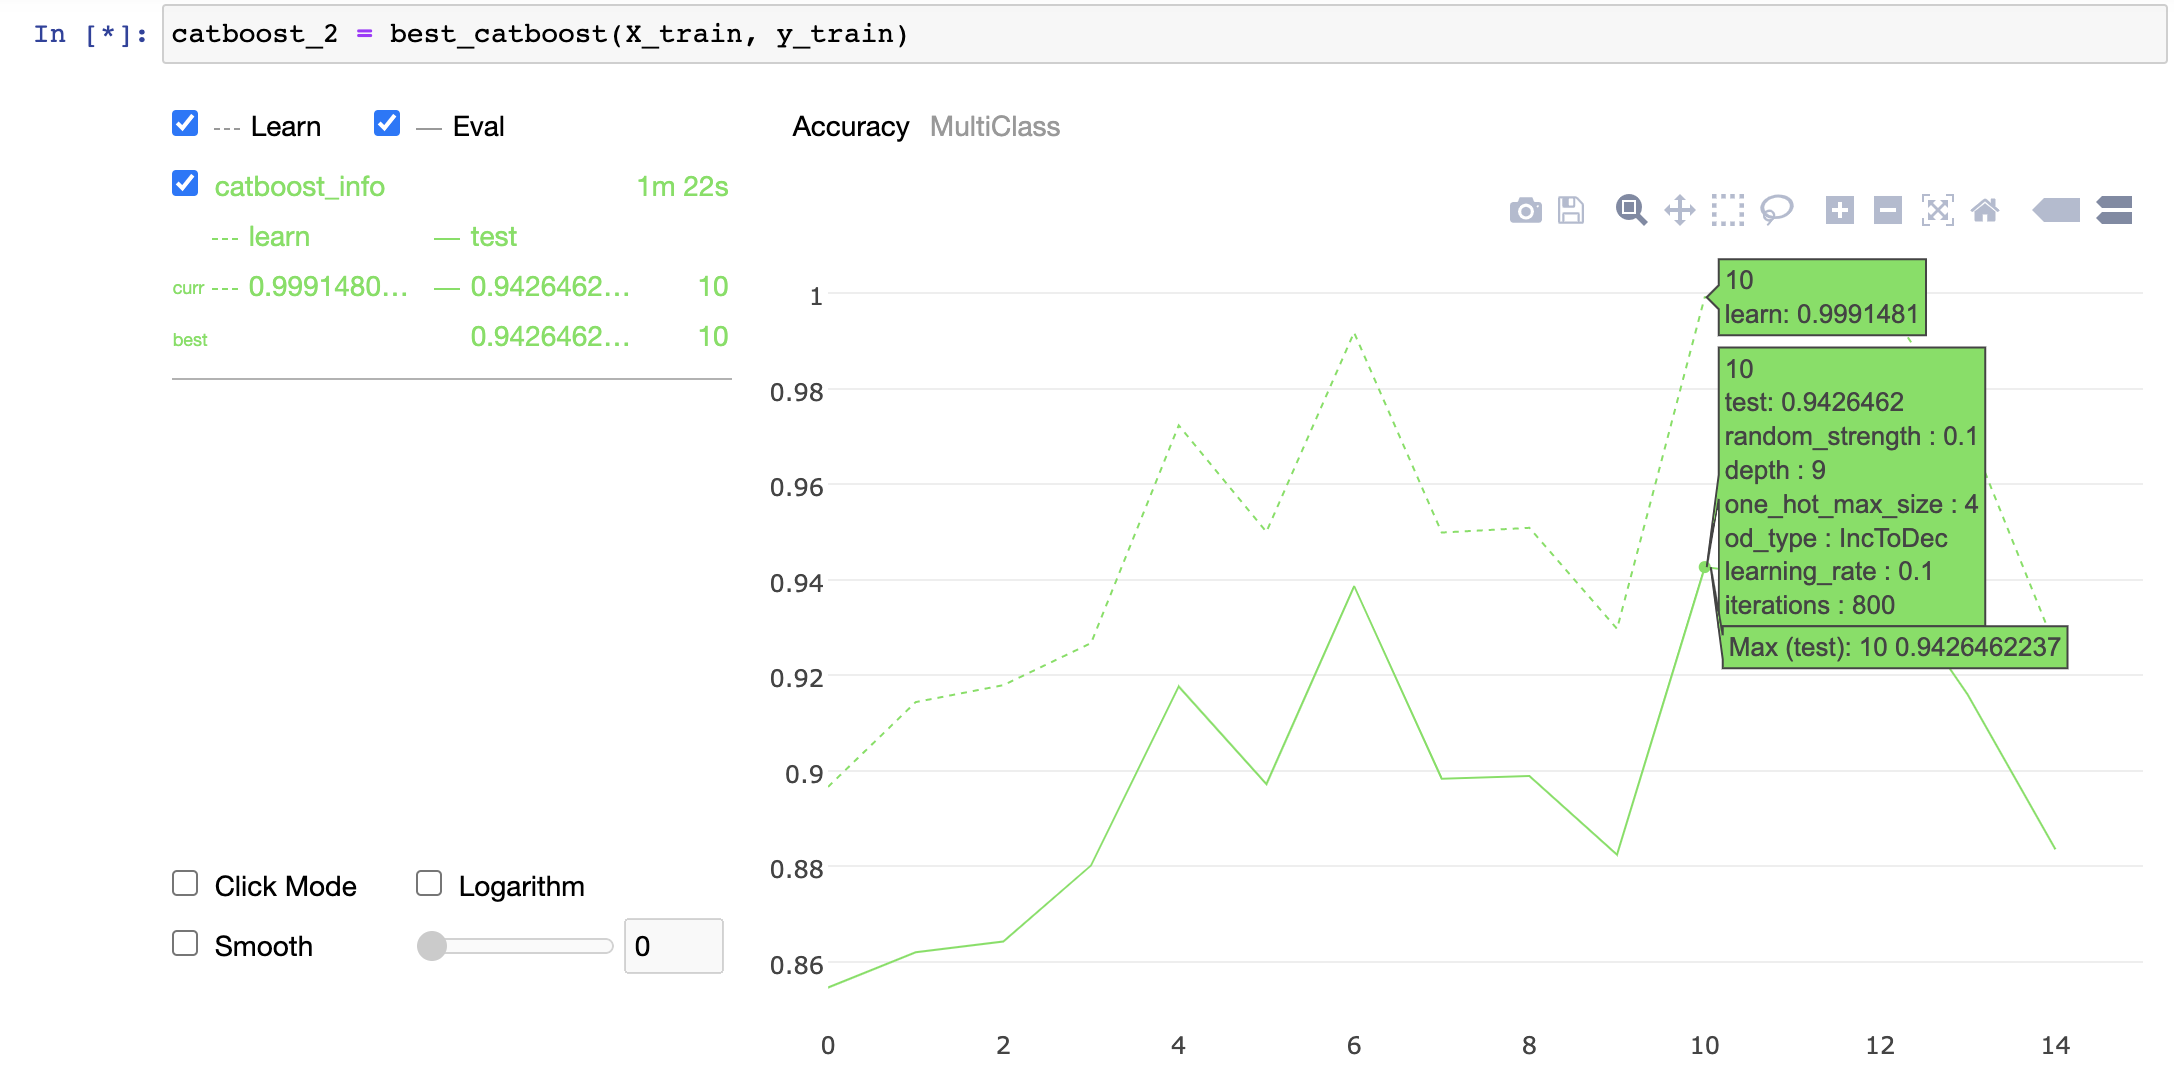 In [*]: catboost_2 = best_catboost(X_train, y_train)
--- Learn — Eval
Accuracy MultiClass
catboost_info 1m 22s
--- learn — test
curr --- 0.9991480... — 0.9426462... 10
best 0.9426462... 10
Click Mode Logarithm
Smooth 0
1
0.98
0.96
0.94
0.92
0.9
0.88
0.86
0 2 4 6 8 10 12 14
10
learn: 0.9991481
10
test: 0.9426462
random_strength : 0.1
depth : 9
one_hot_max_size : 4
od_type : IncToDec
learning_rate : 0.1
iterations : 800
Max (test): 10 0.9426462237